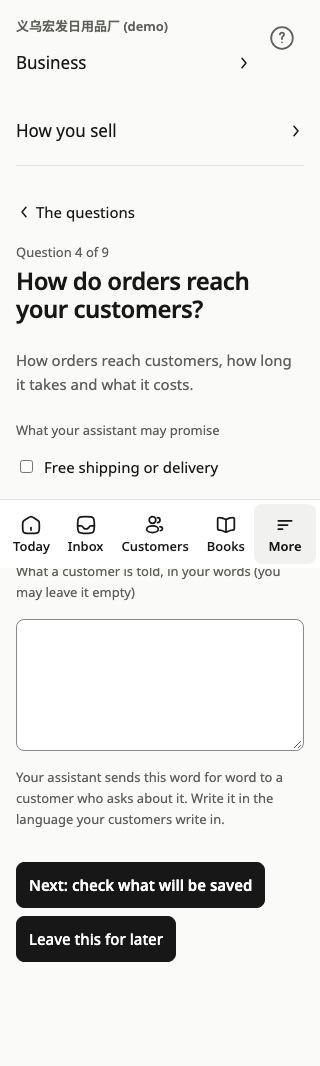 义乌宏发日用品厂 (demo)
Business
How you sell
The questions
Question 4 of 9
How do orders reach
your customers?
How orders reach customers, how long
it takes and what it costs.
What your assistant may promise
Free shipping or delivery
Today
Inbox
Customers
Books
More
What a customer is told, in your words (you
may leave it empty)
Your assistant sends this word for word to a
customer who asks about it. Write it in the
language your customers write in.
Next: check what will be saved
Leave this for later